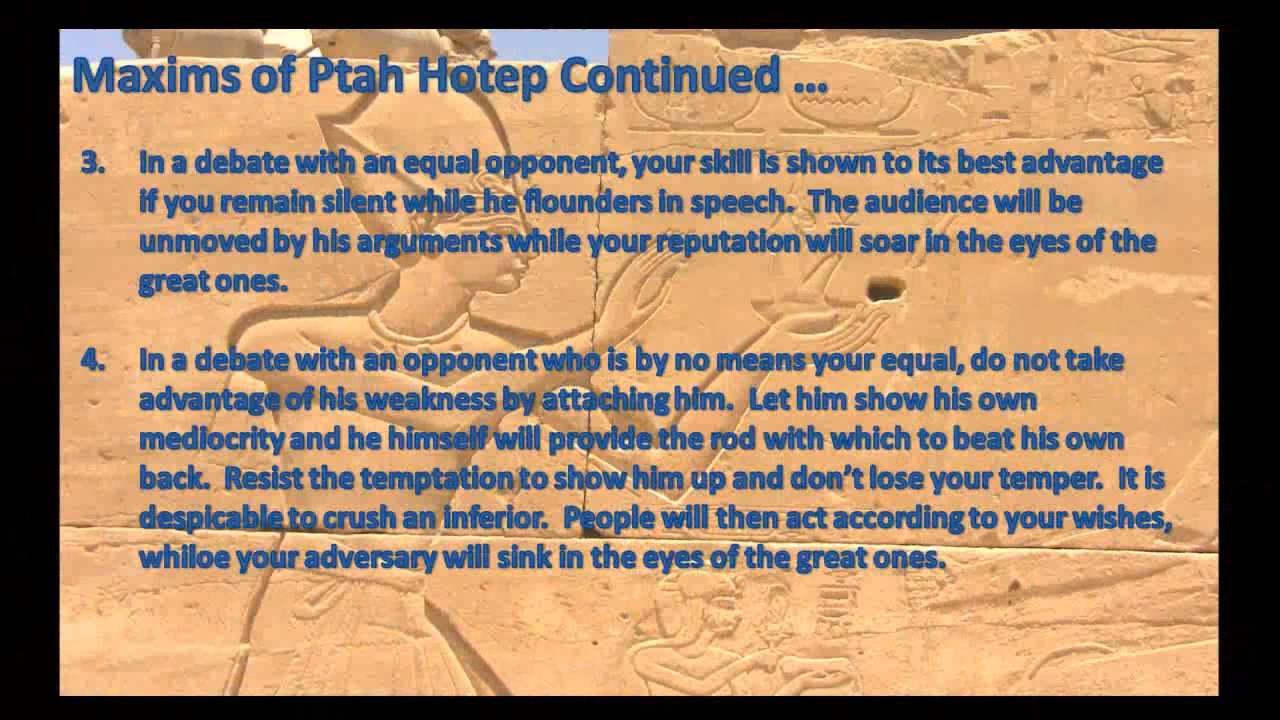 Maxims of Ptah Hotep Continued ...
3. In a debate with an equal opponent, your skill is shown to its best advantage
if you remain silent while he flounders in speech. The audience will be
unmoved by his arguments while your reputation will soar in the eyes of the
great ones.
4. In a debate with an opponent who is by no means your equal, do not take
advantage of his weakness by attaching him. Let him show his own
mediocrity and he himself will provide the rod with which to beat his own
back. Resist the temptation to show him up and don't lose your temper. It is
despicable to crush an inferior. People will then act according to your wishes,
whiloe your adversary will sink in the eyes of the great ones.